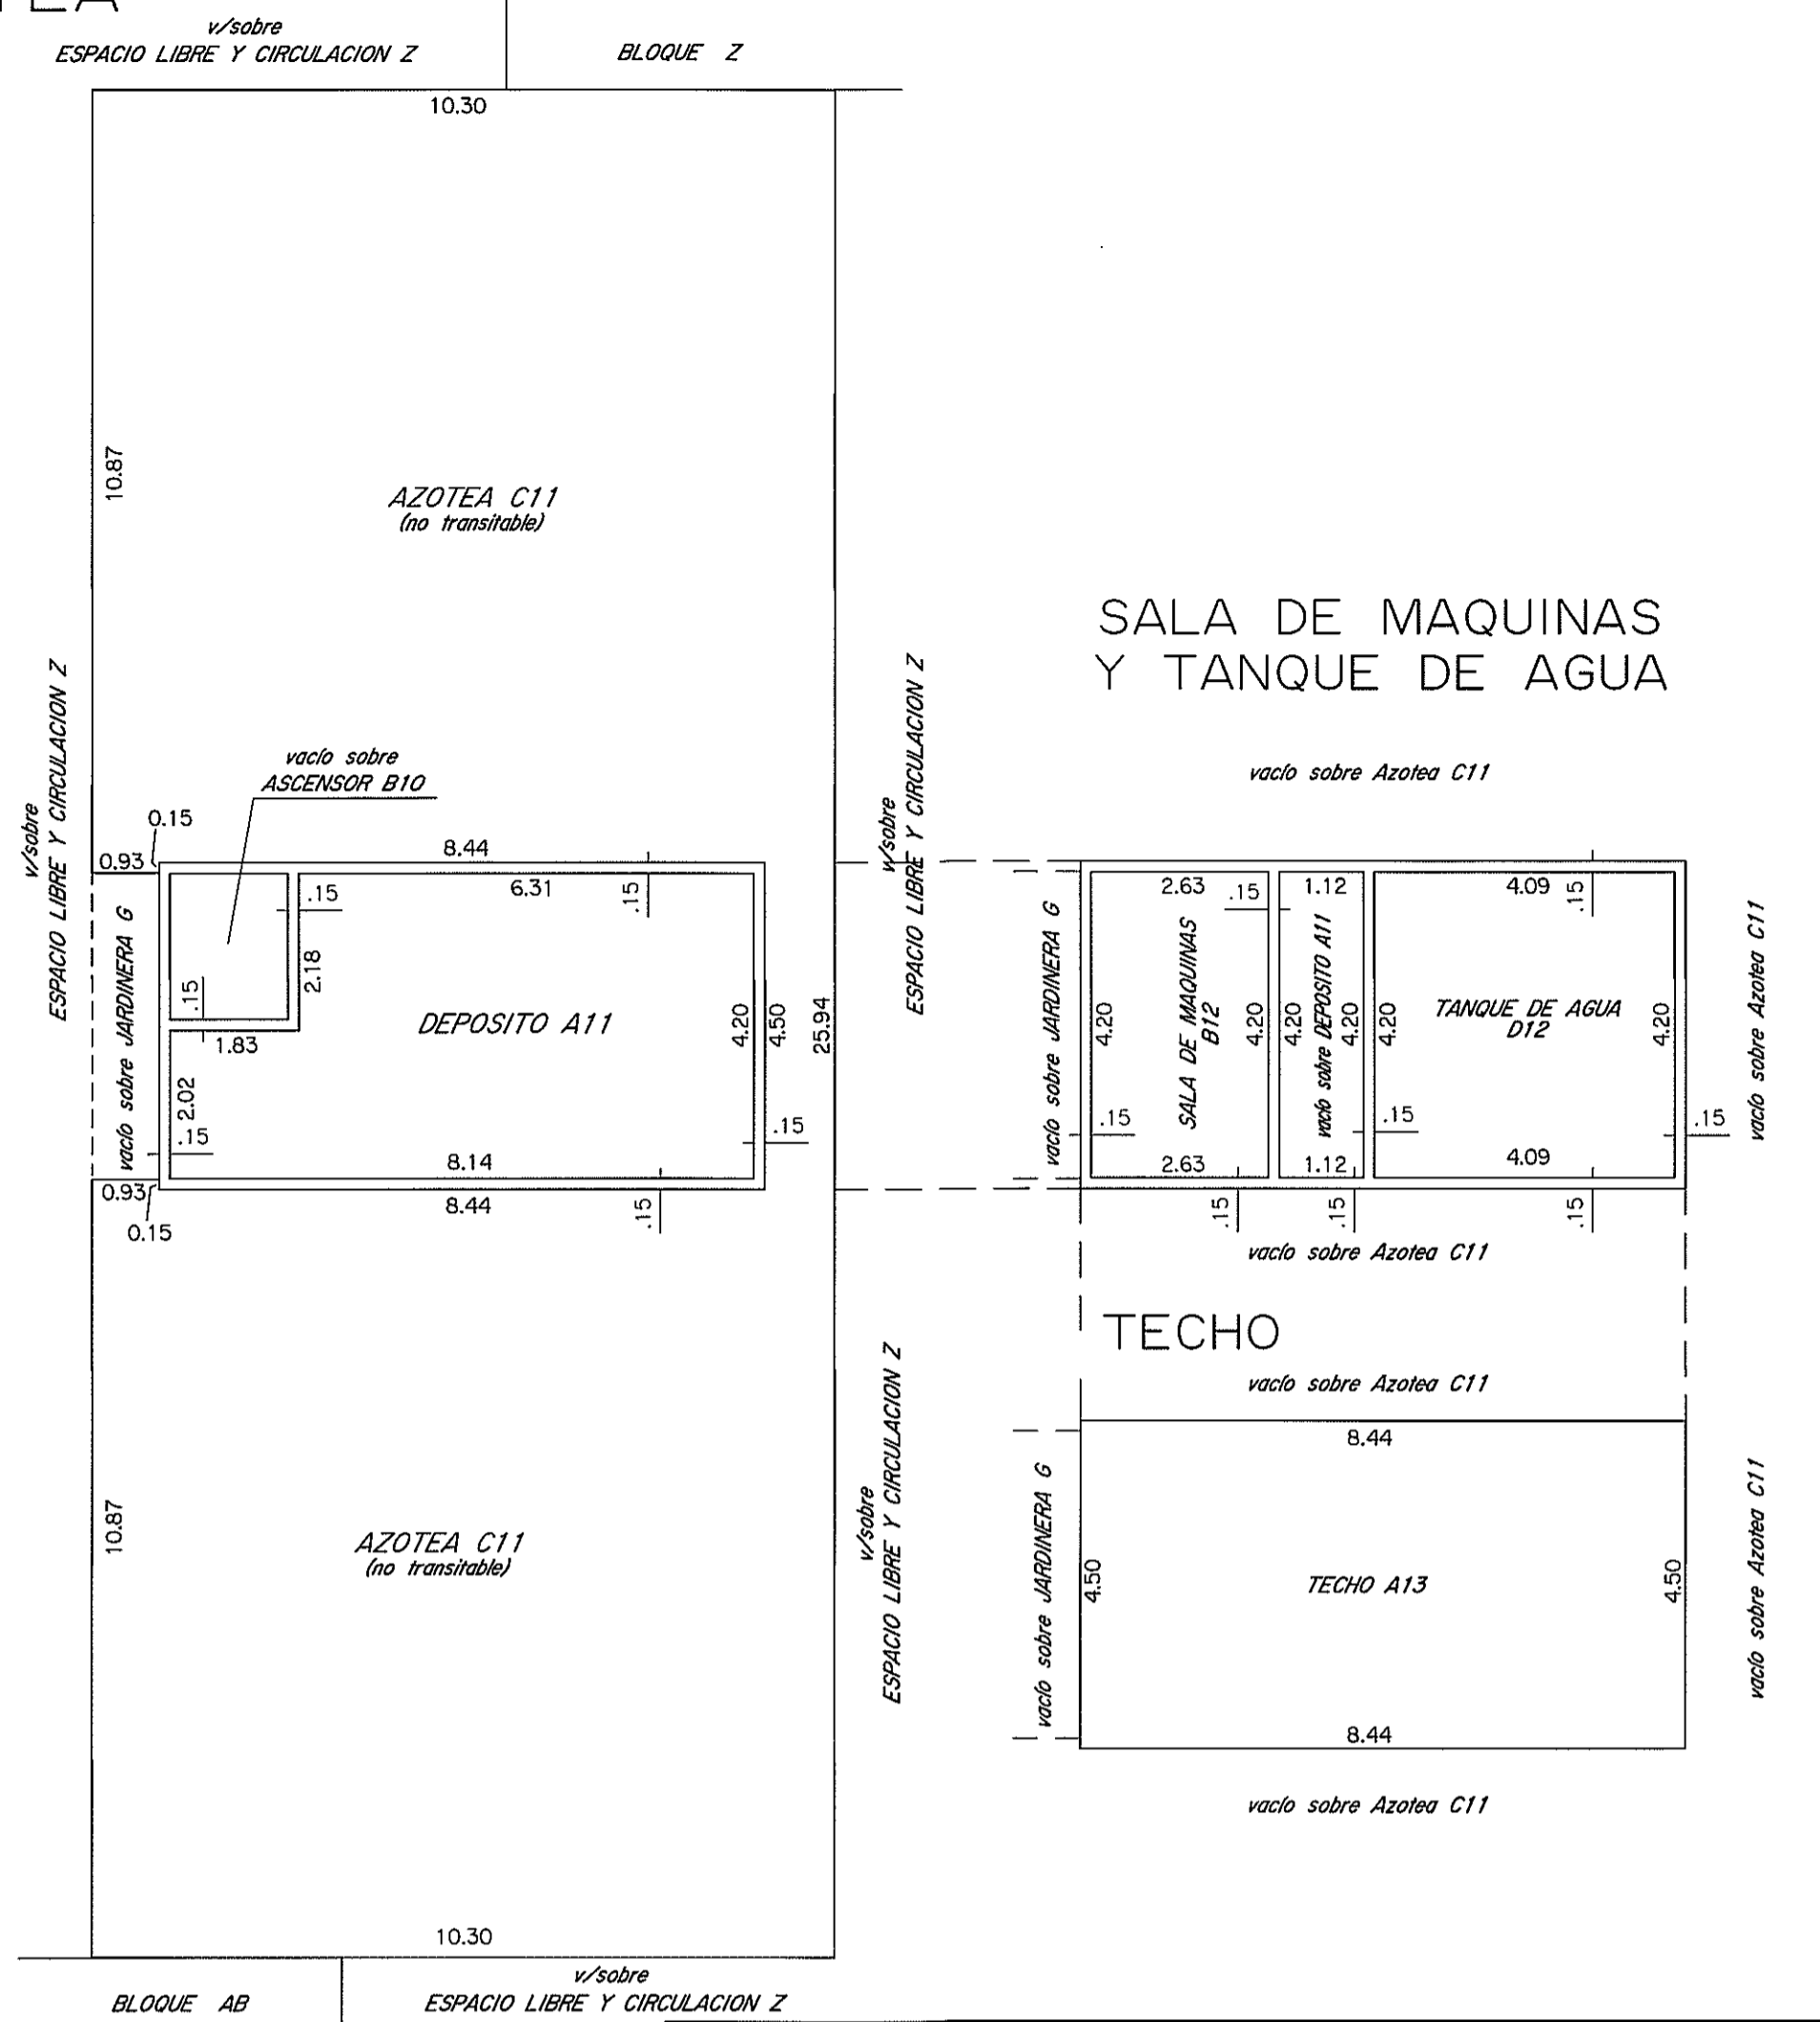 v/sobre
ESPACIO LIBRE Y CIRCULACION Z
BLOQUE Z
10.30
10.87
AZOTEA C11
(no transitable)
v/sobre
ESPACIO LIBRE Y CIRCULACION Z
vacío sobre
ASCENSOR B10
0.15
0.93
8.44
6.31
.15
.15
2.18
.15
1.83
2.02
.15
vacío sobre JARDINERA G
DEPOSITO A11
4.20
4.50
25.94
.15
8.14
0.93
0.15
8.44
.15
v/sobre
ESPACIO LIBRE Y CIRCULACION Z
10.87
AZOTEA C11
(no transitable)
v/sobre
ESPACIO LIBRE Y CIRCULACION Z
10.30
BLOQUE AB
v/sobre
ESPACIO LIBRE Y CIRCULACION Z
SALA DE MAQUINAS
Y TANQUE DE AGUA
vacío sobre Azotea C11
vacío sobre JARDINERA G
2.63
.15
1.12
4.09
.15
4.20
SALA DE MAQUINAS
B12
4.20
4.20
vacío sobre DEPOSITO A11
4.20
4.20
TANQUE DE AGUA
D12
4.20
.15
.15
.15
2.63
1.12
4.09
.15
.15
.15
vacío sobre Azotea C11
vacío sobre Azotea C11
TECHO
vacío sobre Azotea C11
8.44
vacío sobre JARDINERA G
4.50
TECHO A13
4.50
vacío sobre Azotea C11
8.44
vacío sobre Azotea C11